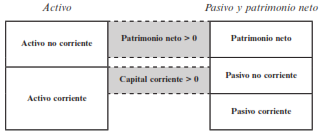 Activo
Pasivo y patrimonio neto
Activo no corriente
Patrimonio neto > 0
Patrimonio neto
Capital corriente > 0
Pasivo no corriente
Activo corriente
Pasivo corriente